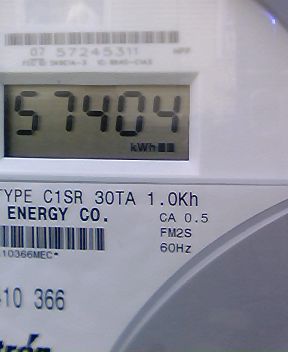 07 57245311
57404
kWh
TYPE C1SR 30TA 1.0Kh
ENERGY CO.
CA 0.5
FM2S
60Hz
10366MEC*
10 366